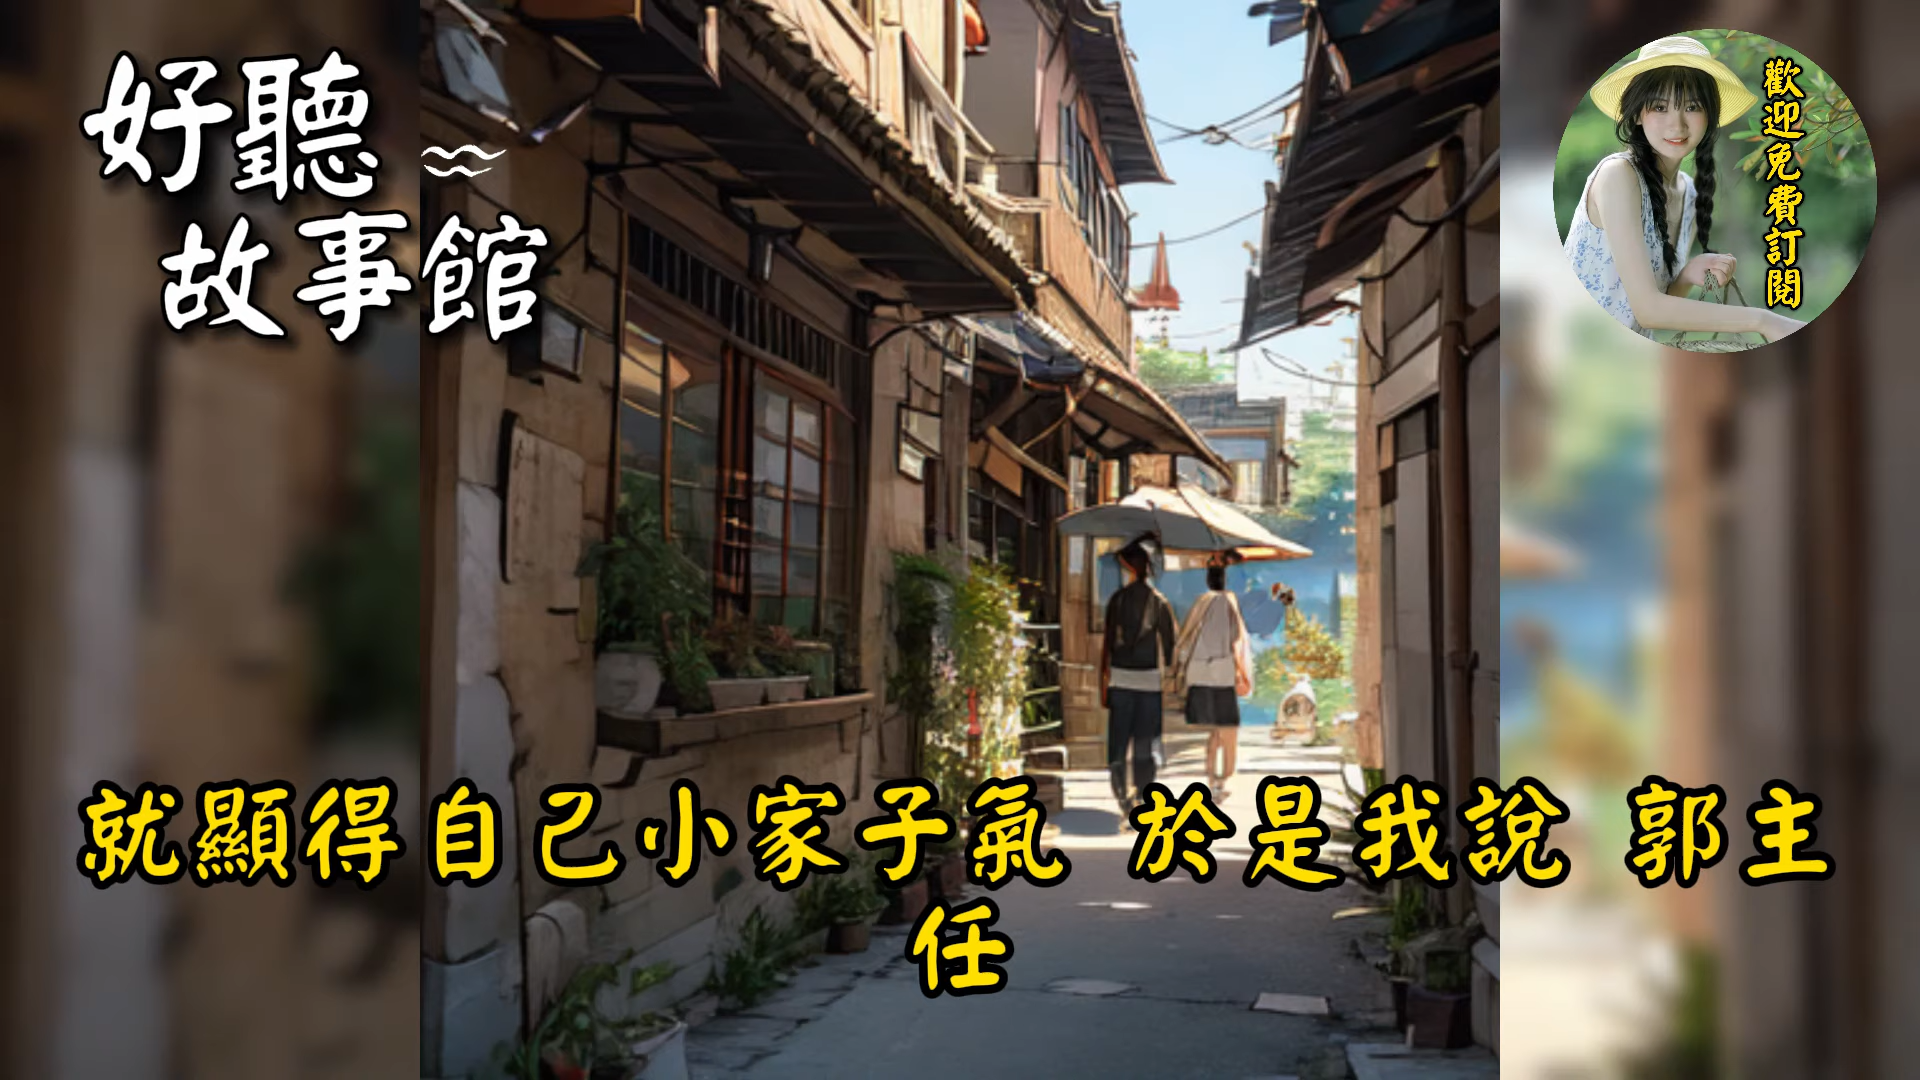 好聽
故事館
歡迎免費訂閱
就顯得自己小家子氣 於是我說 郭主
任